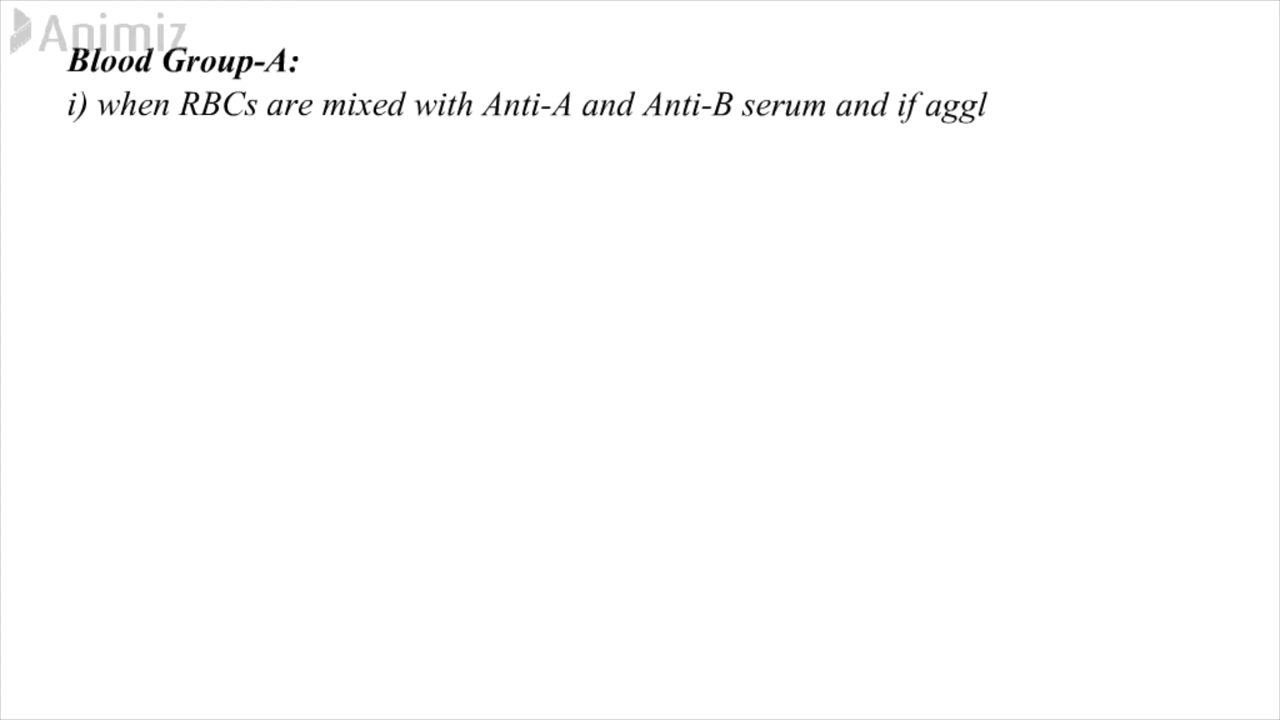 Animiz
Blood Group-A:
i) when RBCs are mixed with Anti-A and Anti-B serum and if aggl